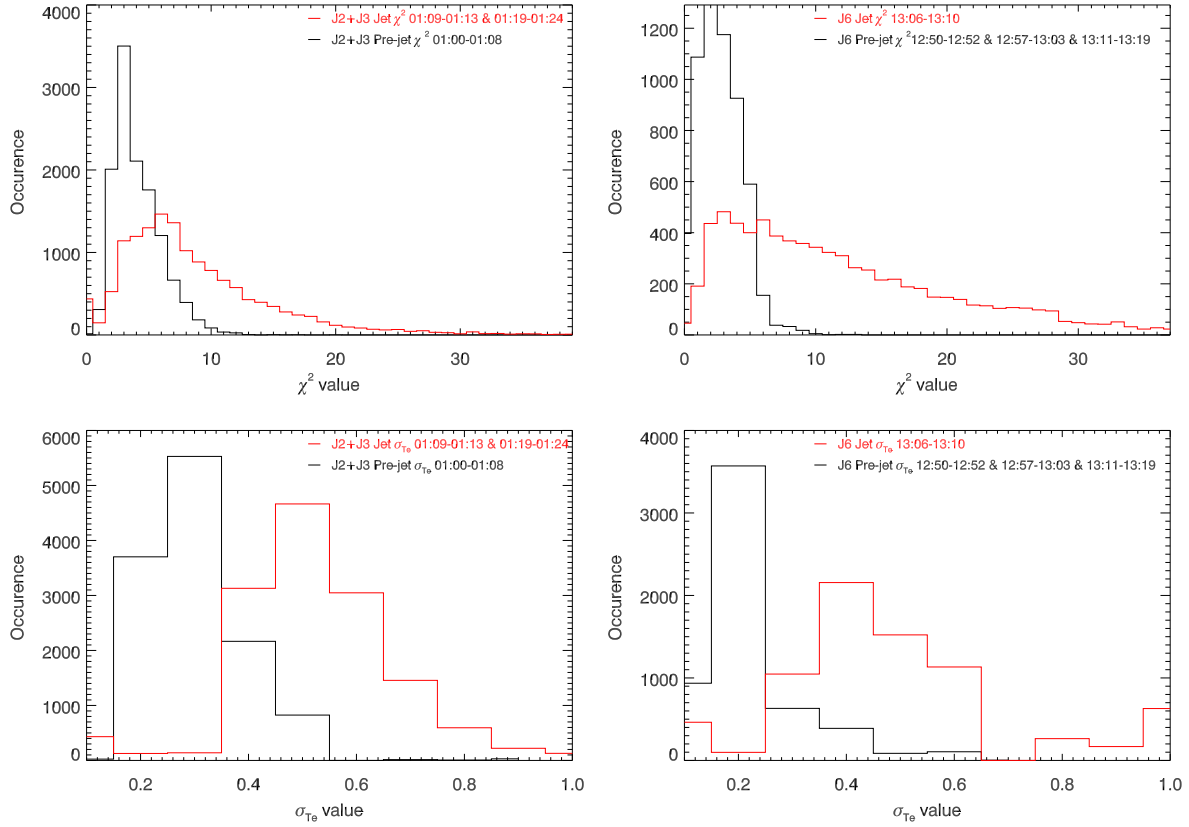 J2+J3 Jet χ² 01:09-01:13 & 01:19-01:24
J2+J3 Pre-jet χ² 01:00-01:08
4000
3000
2000
1000
0
Occurence
0 10 20 30
χ² value
J6 Jet χ² 13:06-13:10
J6 Pre-jet χ² 12:50-12:52 & 12:57-13:03 & 13:11-13:19
1200
1000
800
600
400
200
0
Occurence
0 10 20 30
χ² value
J2+J3 Jet σTe 01:09-01:13 & 01:19-01:24
J2+J3 Pre-jet σTe 01:00-01:08
6000
5000
4000
3000
2000
1000
0
Occurence
0.2 0.4 0.6 0.8 1.0
σTe value
J6 Jet σTe 13:06-13:10
J6 Pre-jet σTe 12:50-12:52 & 12:57-13:03 & 13:11-13:19
4000
3000
2000
1000
0
Occurence
0.2 0.4 0.6 0.8 1.0
σTe value